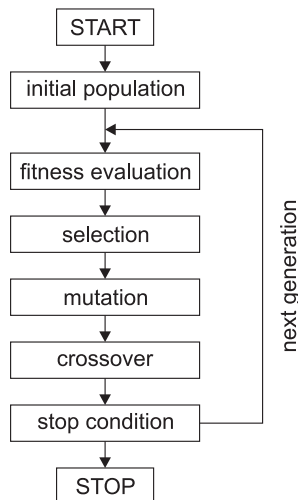 START
initial population
fitness evaluation
selection
mutation
crossover
stop condition
STOP
next generation